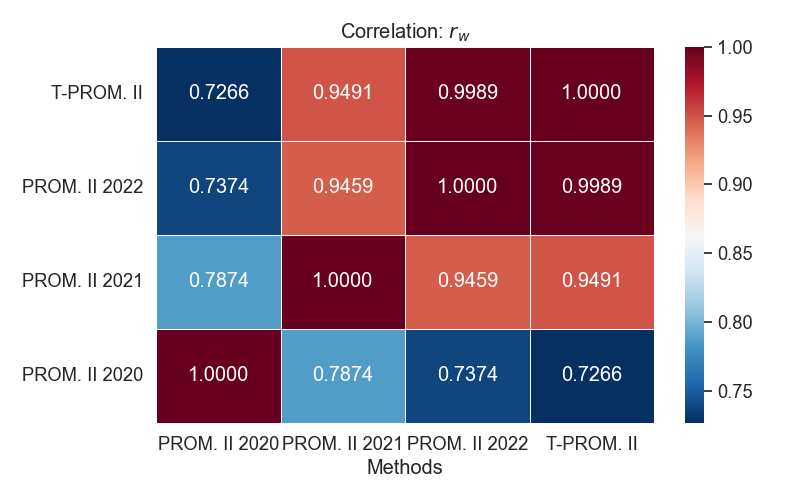 Correlation: r_w
T-PROM. II 0.7266 0.9491 0.9989 1.0000
PROM. II 2022 0.7374 0.9459 1.0000 0.9989
PROM. II 2021 0.7874 1.0000 0.9459 0.9491
PROM. II 2020 1.0000 0.7874 0.7374 0.7266
PROM. II 2020 PROM. II 2021 PROM. II 2022 T-PROM. II
Methods
1.00
0.95
0.90
0.85
0.80
0.75